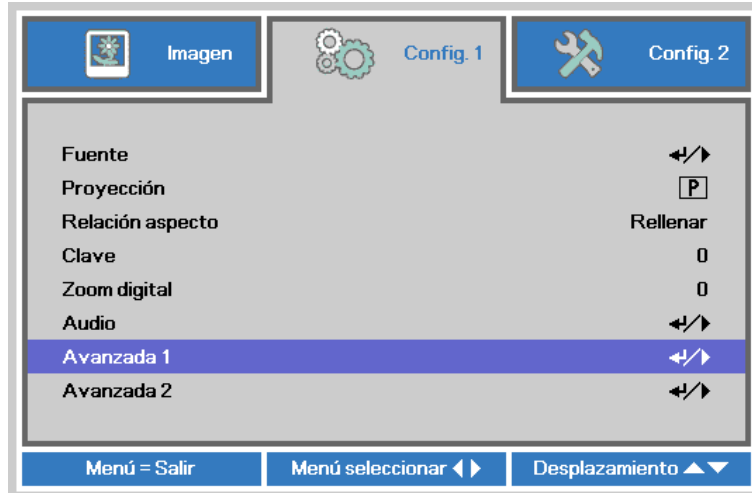 Imagen
Config. 1
Config. 2
Fuente
Proyección P
Relación aspecto Rellenar
Clave 0
Zoom digital 0
Audio
Avanzada 1
Avanzada 2
Menú = Salir
Menú seleccionar
Desplazamiento